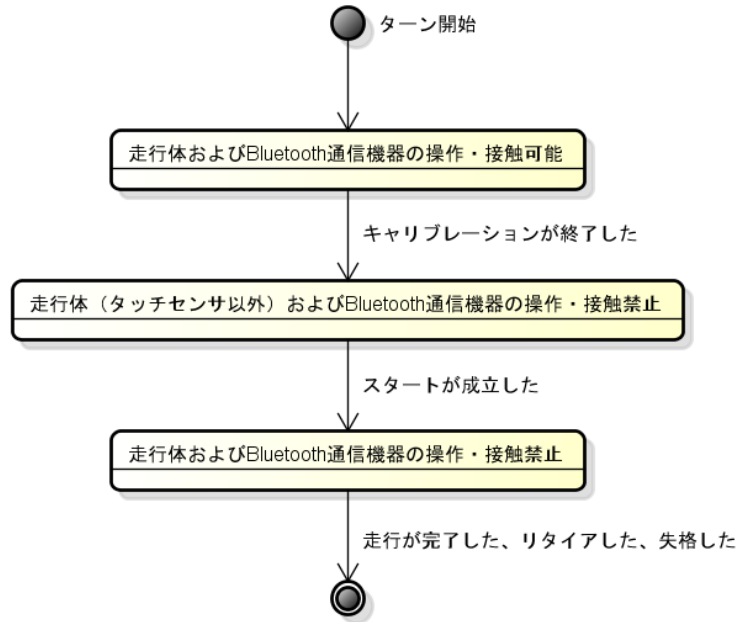 ターン開始
走行体およびBluetooth通信機器の操作・接触可能
キャリブレーションが終了した
走行体（タッチセンサ以外）およびBluetooth通信機器の操作・接触禁止
スタートが成立した
走行体およびBluetooth通信機器の操作・接触禁止
走行が完了した、リタイアした、失格した